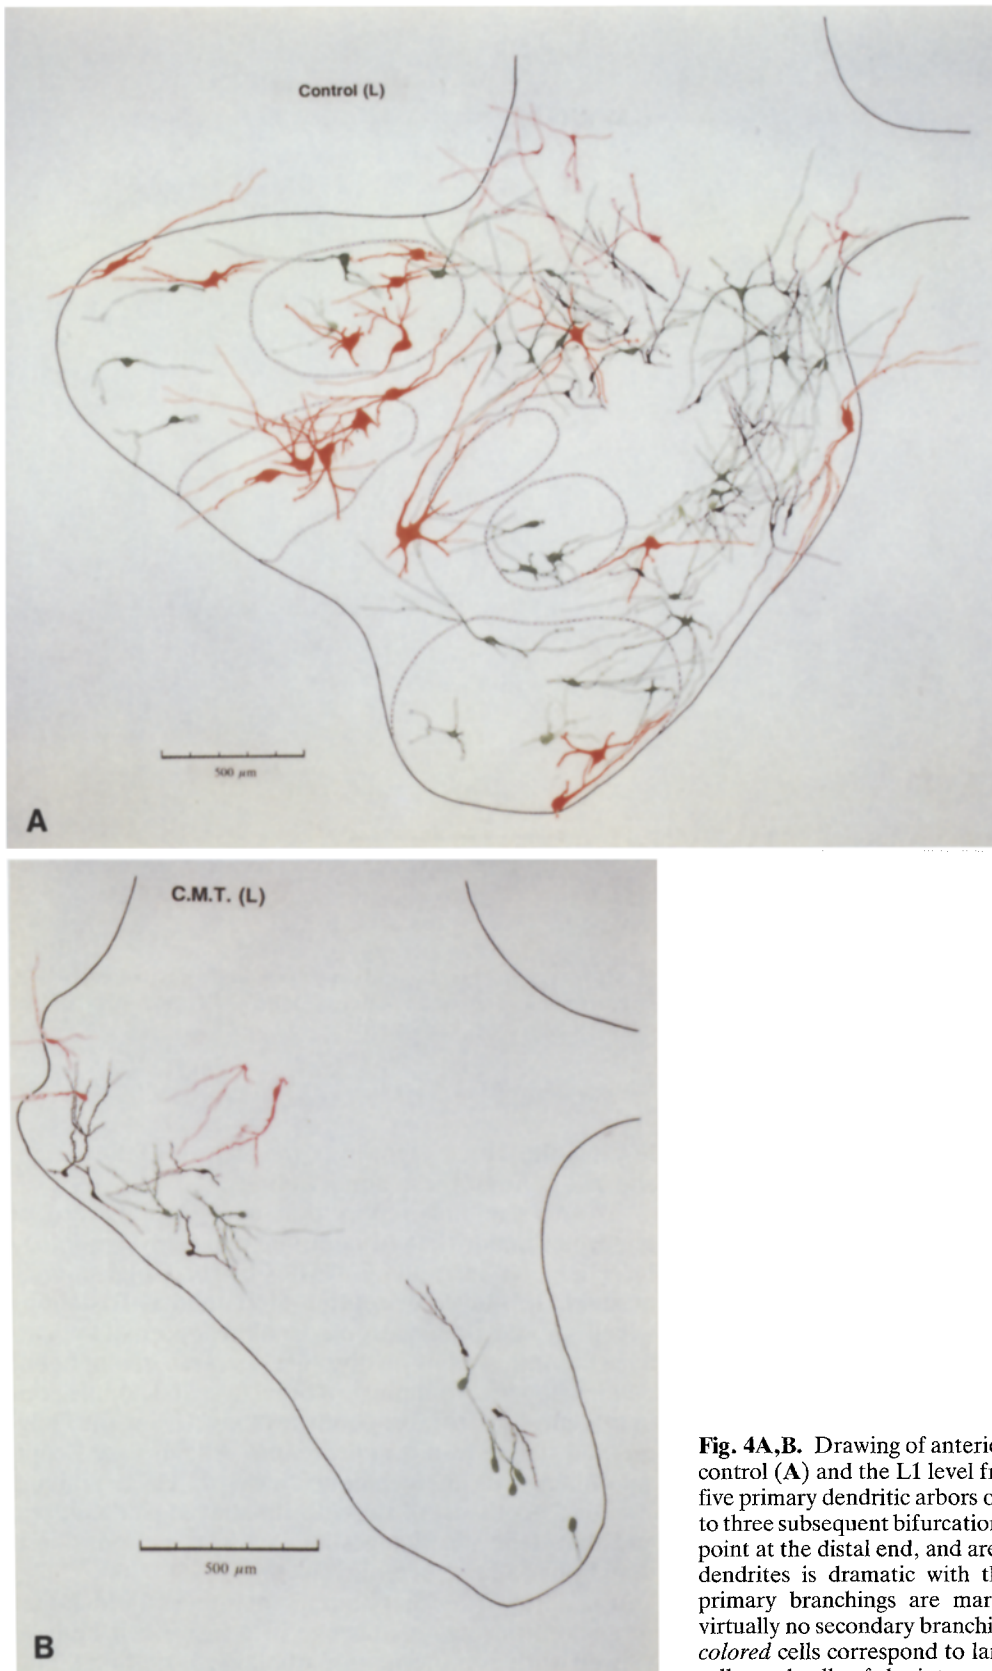 Control (L)
500 µm
A
C.M.T. (L)
500 µm
B
Fig. 4A,B. Drawing of anteri
control (A) and the L1 level f
five primary dendritic arbors
to three subsequent bifurcation
point at the distal end, and are
dendrites is dramatic with t
primary branchings are mar
virtually no secondary branchi
colored cells correspond to la